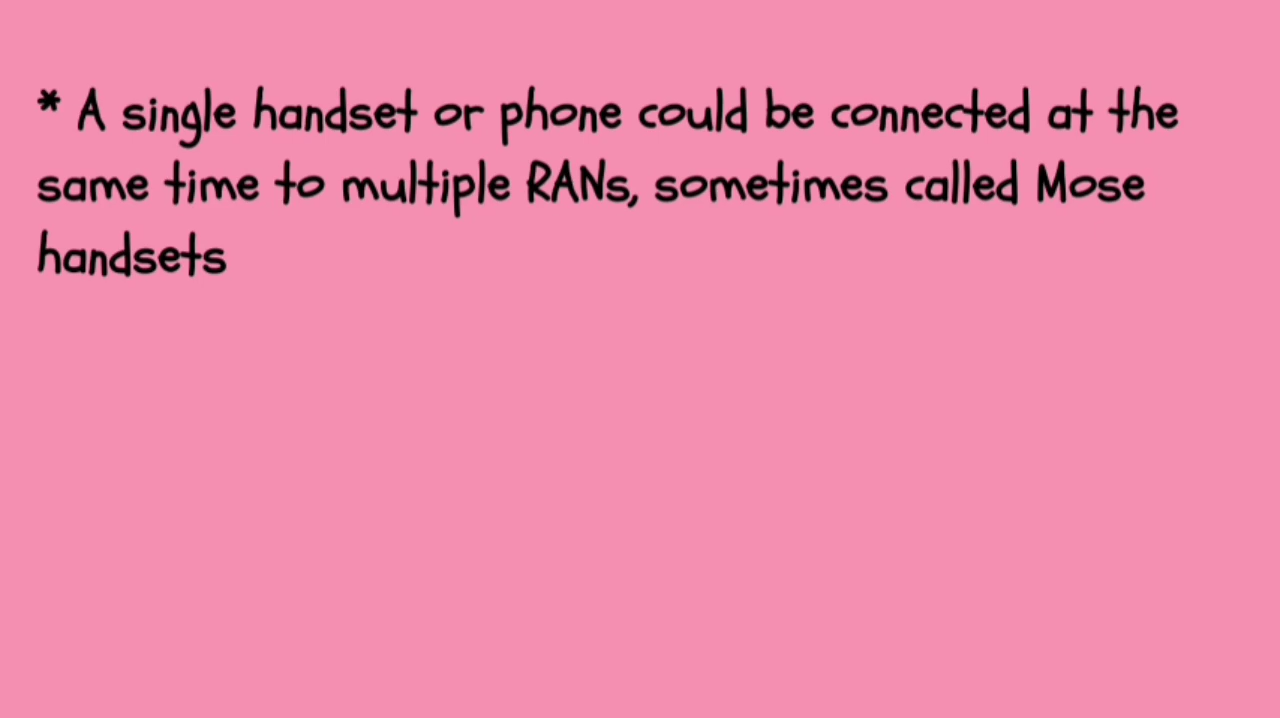 * A single handset or phone could be connected at the
same time to multiple RANs, sometimes called Mose
handsets